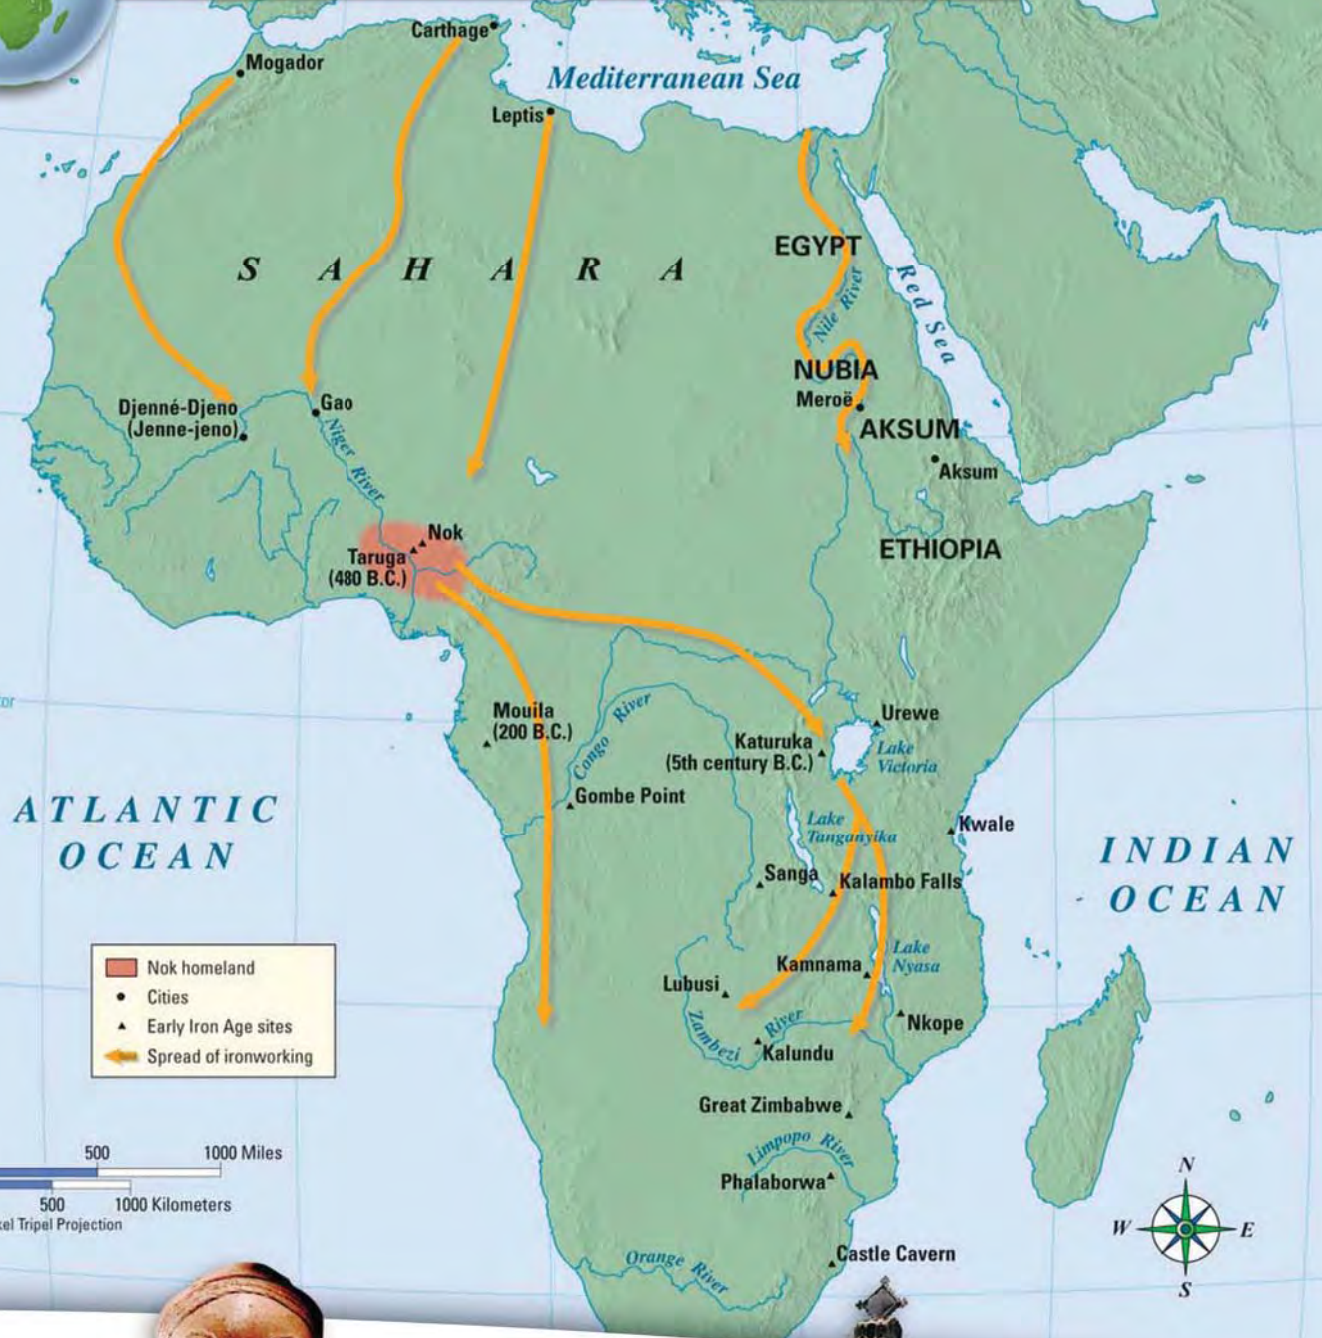 Carthage
Mogador
Mediterranean Sea
Leptis
SAHARA
EGYPT
Nile River
Red Sea
NUBIA
Meroë
AKSUM
Aksum
Djenné-Djeno
(Jenne-jeno)
Gao
Niger River
Nok
Taruga
(480 B.C.)
ETHIOPIA
Mouila
(200 B.C.)
Congo River
Urewe
Katuruka
(5th century B.C.)
Lake
Victoria
Gombe Point
ATLANTIC
OCEAN
Lake
Tanganyika
Kwale
INDIAN
OCEAN
Sanga
Kalambo Falls
Lake
Nyasa
Kamnama
Lubusi
Zambezi River
Nkope
Kalundu
Great Zimbabwe
Limpopo River
Phalaborwa
Castle Cavern
Orange River
Nok homeland
Cities
Early Iron Age sites
Spread of ironworking
500 1000 Miles
500 1000 Kilometers
Tripel Projection
N
W E
S